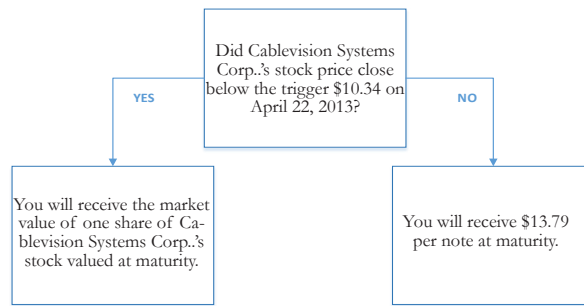 Did Cablevision Systems
Corp..'s stock price close
below the trigger $10.34 on
April 22, 2013?
YES
NO
You will receive the market
value of one share of Ca-
blevision Systems Corp..'s
stock valued at maturity.
You will receive $13.79
per note at maturity.